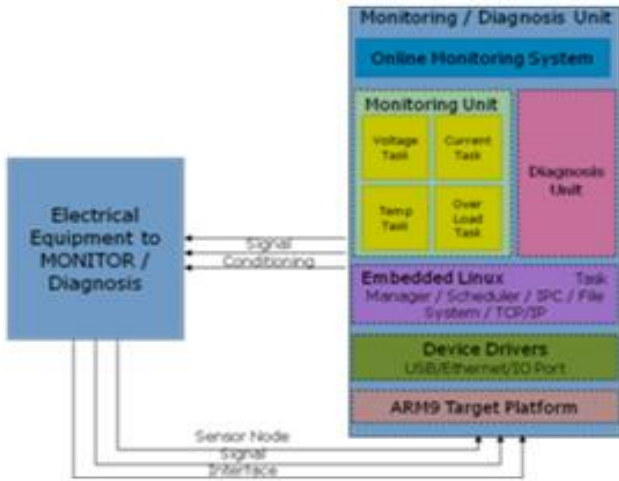 Monitoring / Diagnosis Unit
Online Monitoring System
Monitoring Unit
Voltage
Task
Current
Task
Temp
Task
Over
Load
Task
Diagnosis
Unit
Electrical
Equipment to
MONITOR /
Diagnosis
Signal
Conditioning
Embedded Linux Task
Manager / Scheduler / IPC / File
System / TCP/IP
Device Drivers
USB/Ethernet/IO Port
ARM9 Target Platform
Sensor Node
Signal
Interface